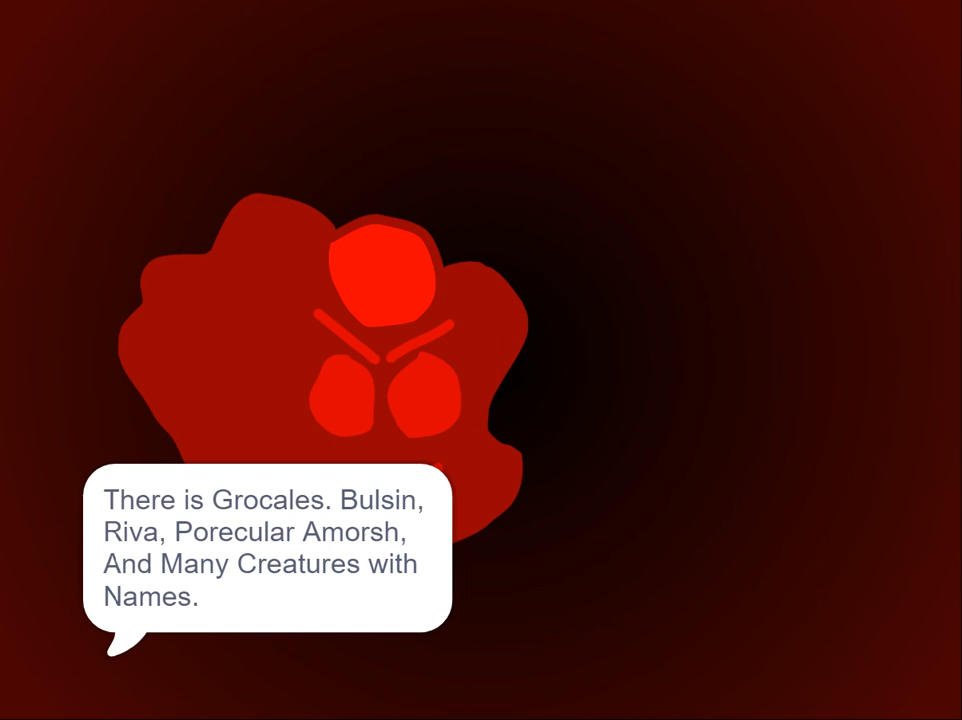 There is Grocales. Bulsin,
Riva, Porecular Amorsh,
And Many Creatures with
Names.